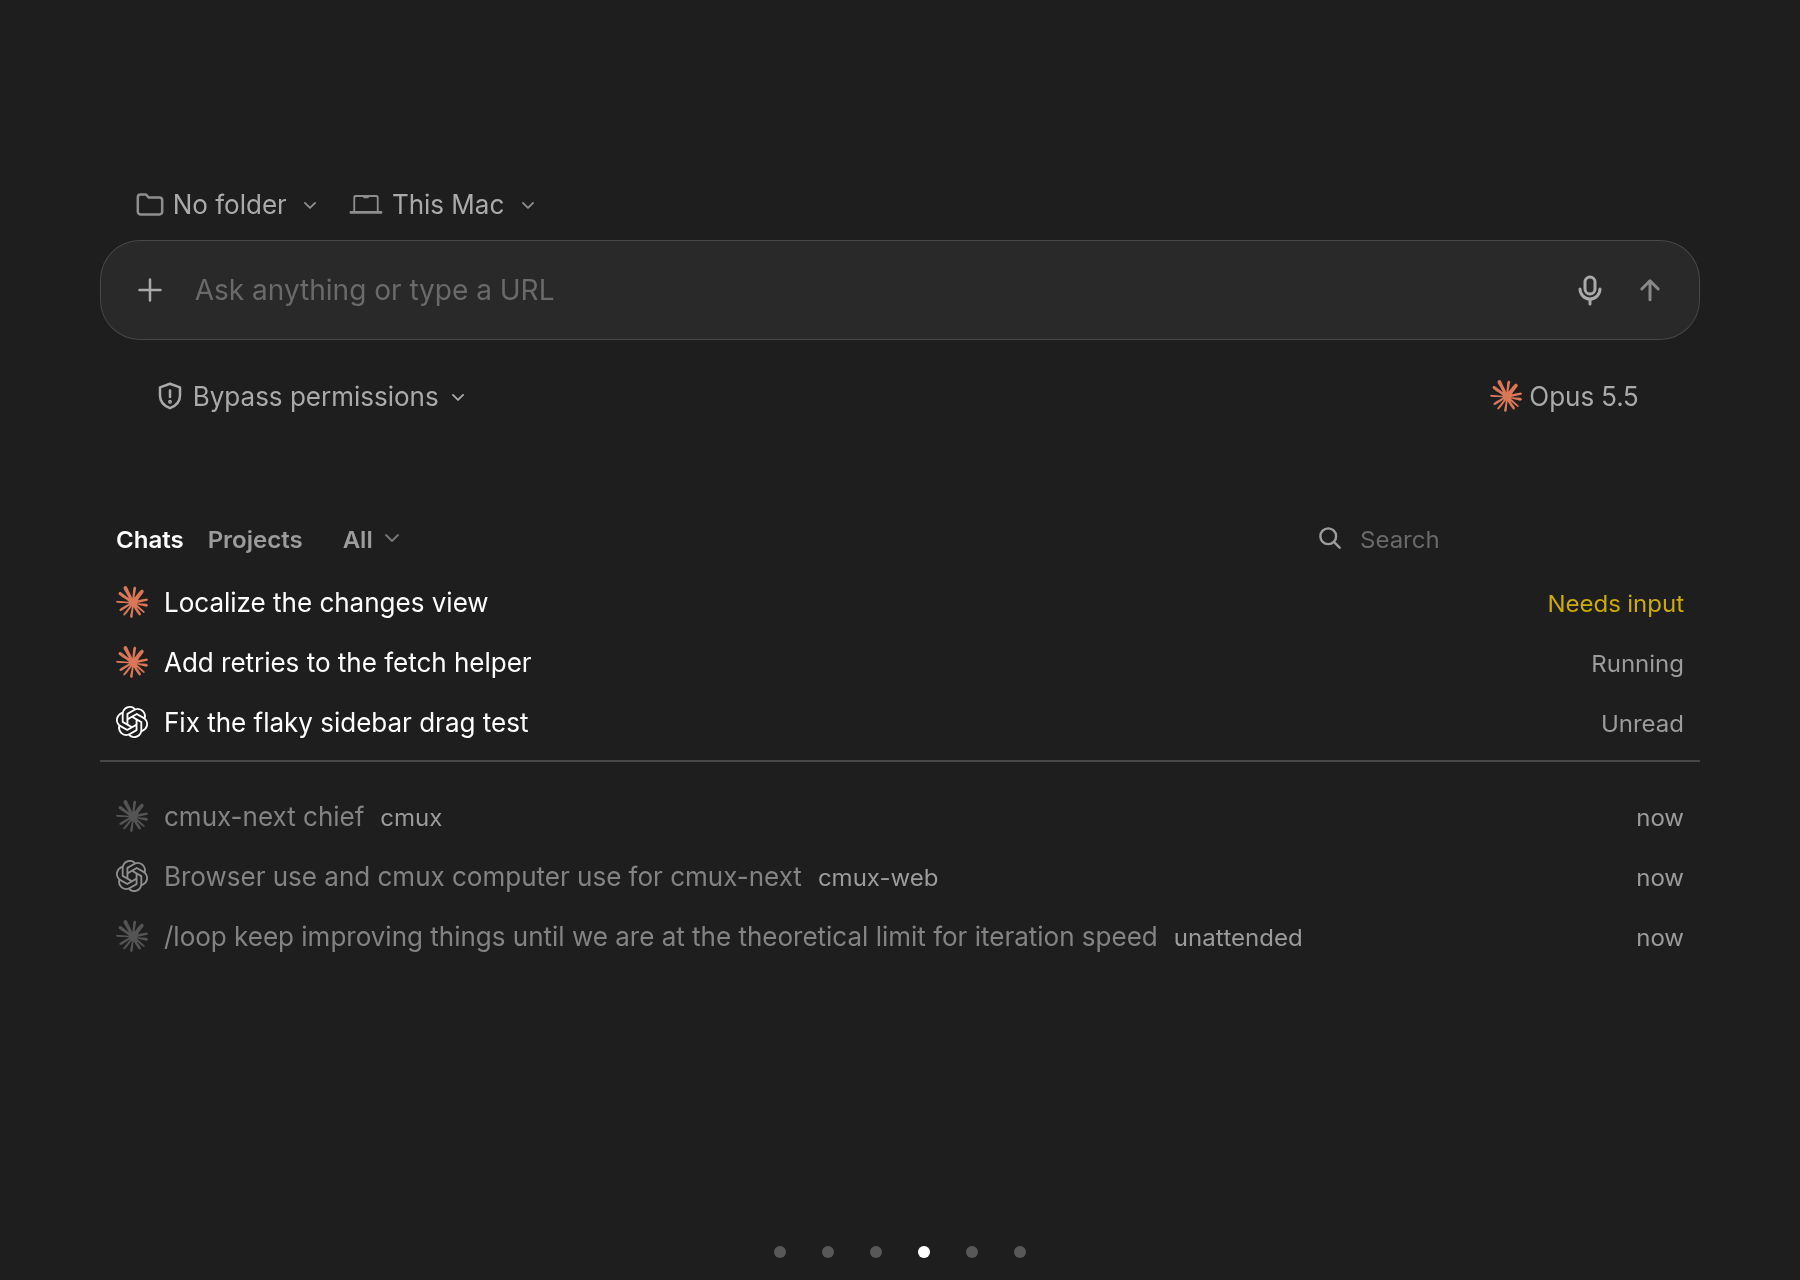 No folder This Mac
Ask anything or type a URL
Bypass permissions Opus 5.5
Chats Projects All Search
Localize the changes view Needs input
Add retries to the fetch helper Running
Fix the flaky sidebar drag test Unread
cmux-next chief cmux now
Browser use and cmux computer use for cmux-next cmux-web now
/loop keep improving things until we are at the theoretical limit for iteration speed unattended now